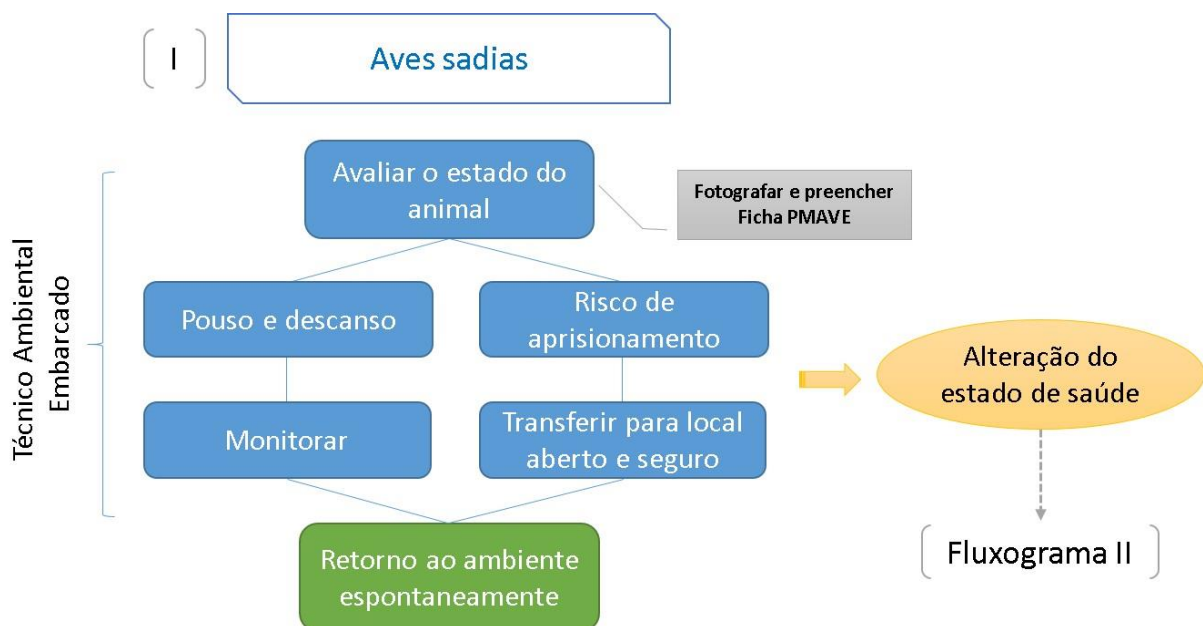 I
Aves sadias
Avaliar o estado do
animal
Fotografar e preencher
Ficha PMAVE
Técnico Ambiental
Embarcado
Pouso e descanso
Risco de
aprisionamento
Alteração do
estado de saúde
Monitorar
Transferir para local
aberto e seguro
Retorno ao ambiente
espontaneamente
Fluxograma II